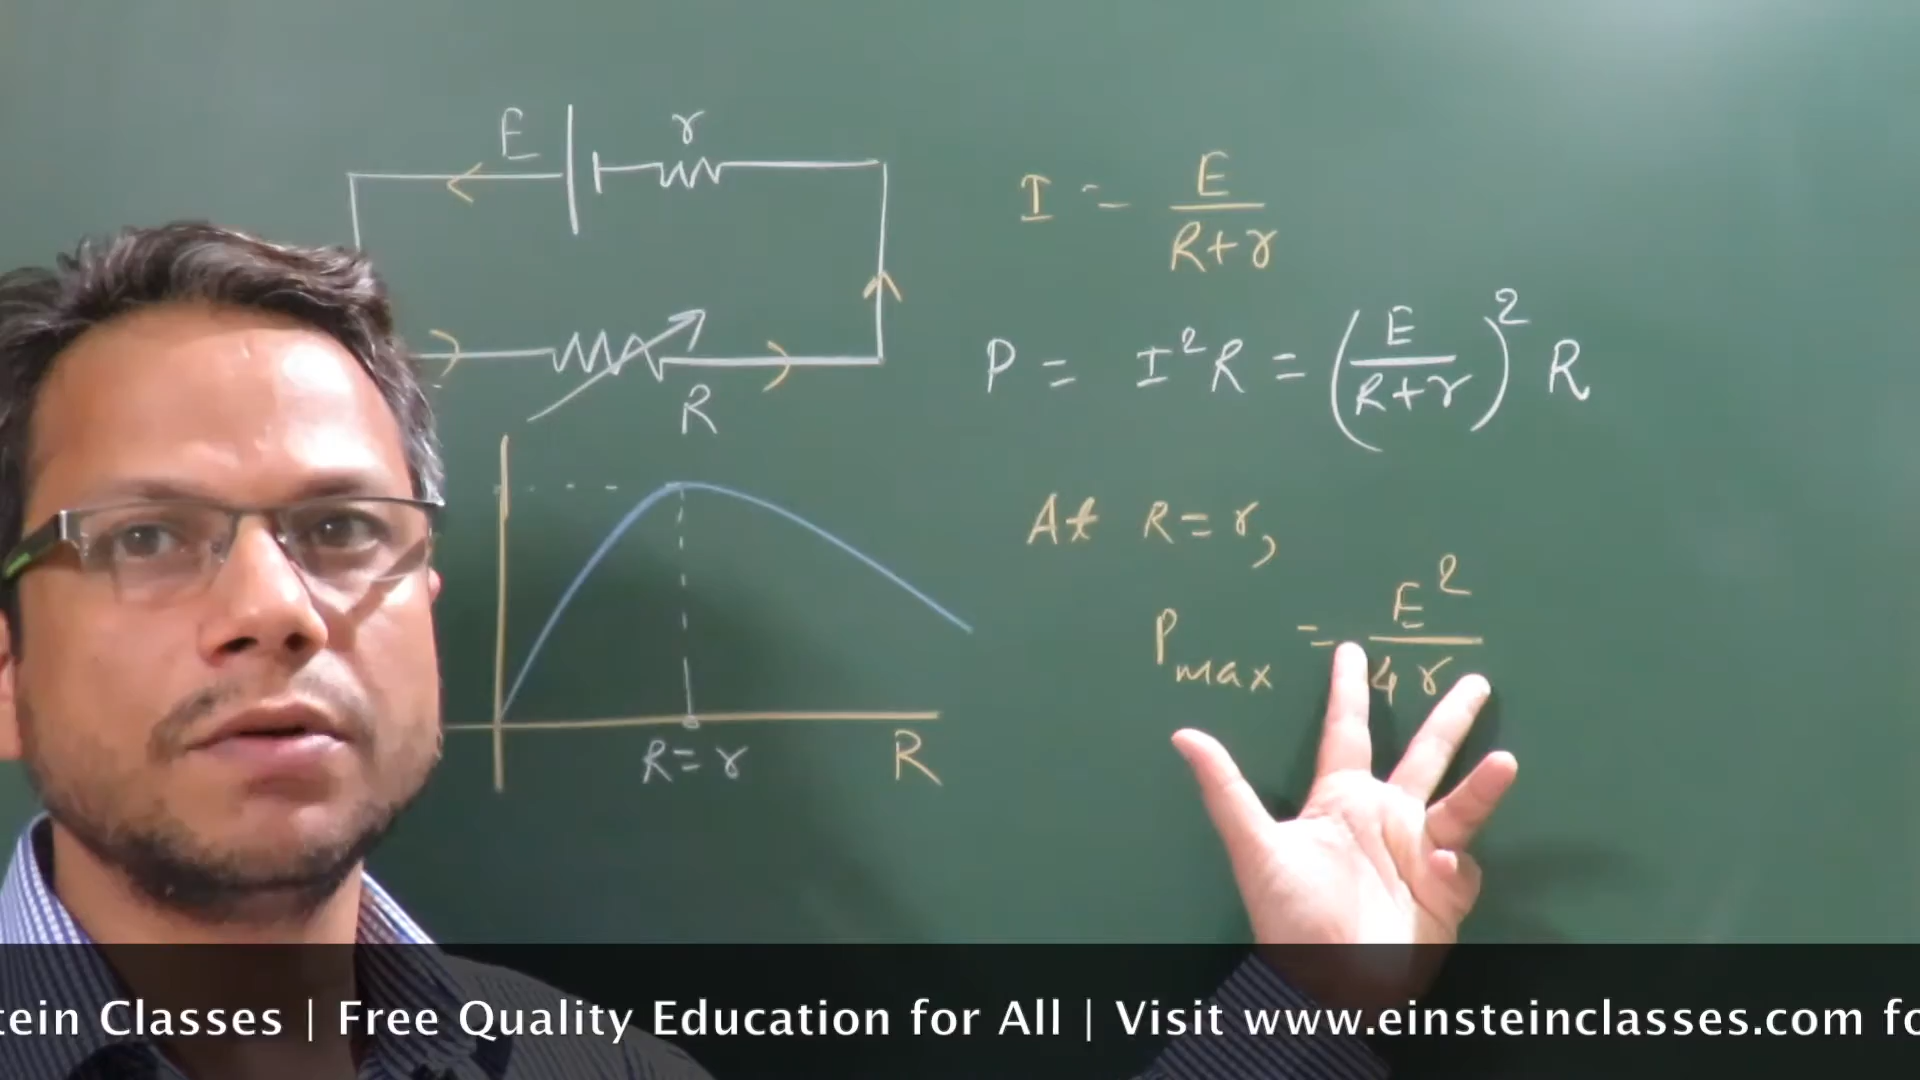 E
r
R
I = E/(R+r)
P = I²R = (E/(R+r))² R
At R = r,
Pmax = E²/4r
R = r
R
tein Classes | Free Quality Education for All | Visit www.einsteinclasses.com fo